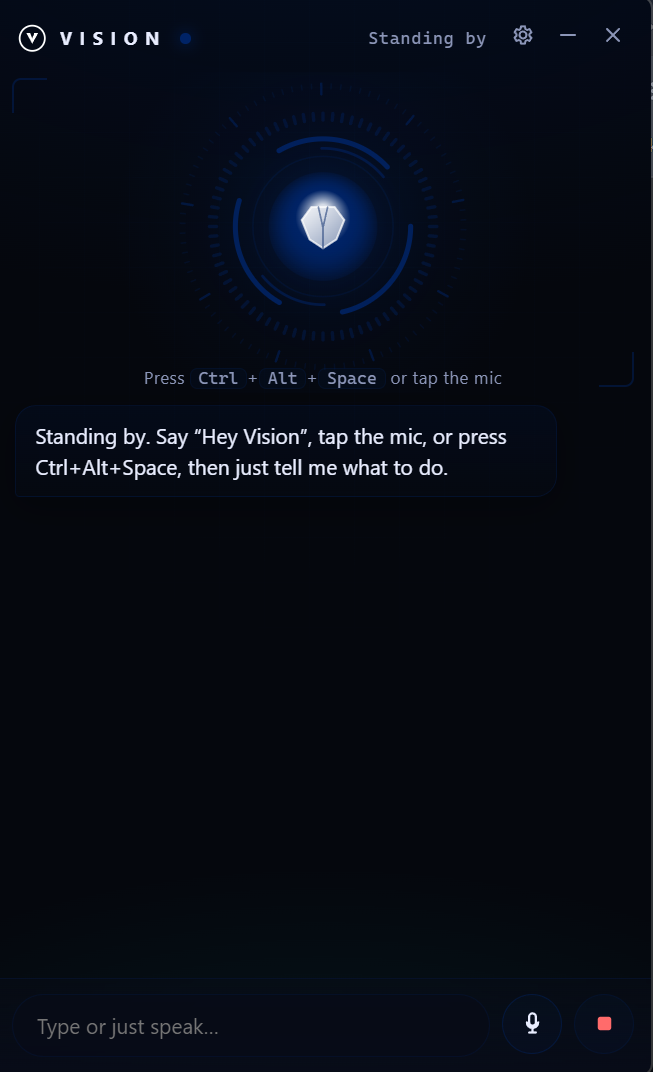 VISION
Standing by
Press Ctrl + Alt + Space or tap the mic
Standing by. Say “Hey Vision”, tap the mic, or press
Ctrl+Alt+Space, then just tell me what to do.
Type or just speak...